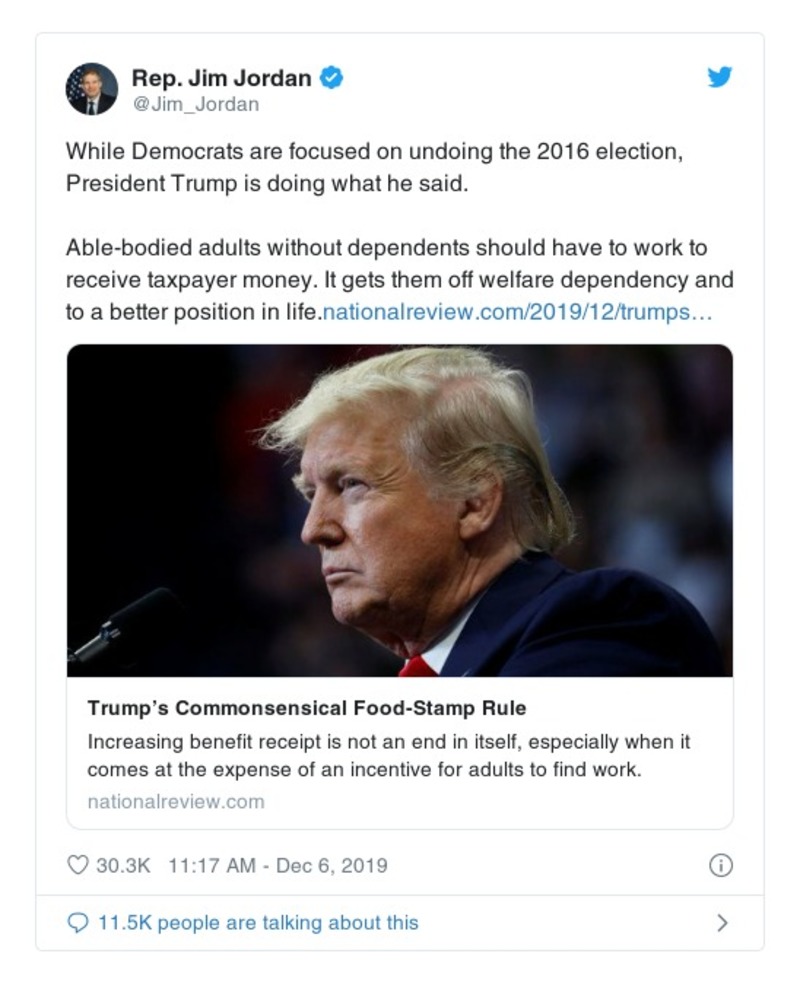 Rep. Jim Jordan
@Jim_Jordan
While Democrats are focused on undoing the 2016 election,
President Trump is doing what he said.
Able-bodied adults without dependents should have to work to
receive taxpayer money. It gets them off welfare dependency and
to a better position in life.nationalreview.com/2019/12/trumps…
Trump’s Commonsensical Food-Stamp Rule
Increasing benefit receipt is not an end in itself, especially when it
comes at the expense of an incentive for adults to find work.
nationalreview.com
30.3K 11:17 AM - Dec 6, 2019
11.5K people are talking about this